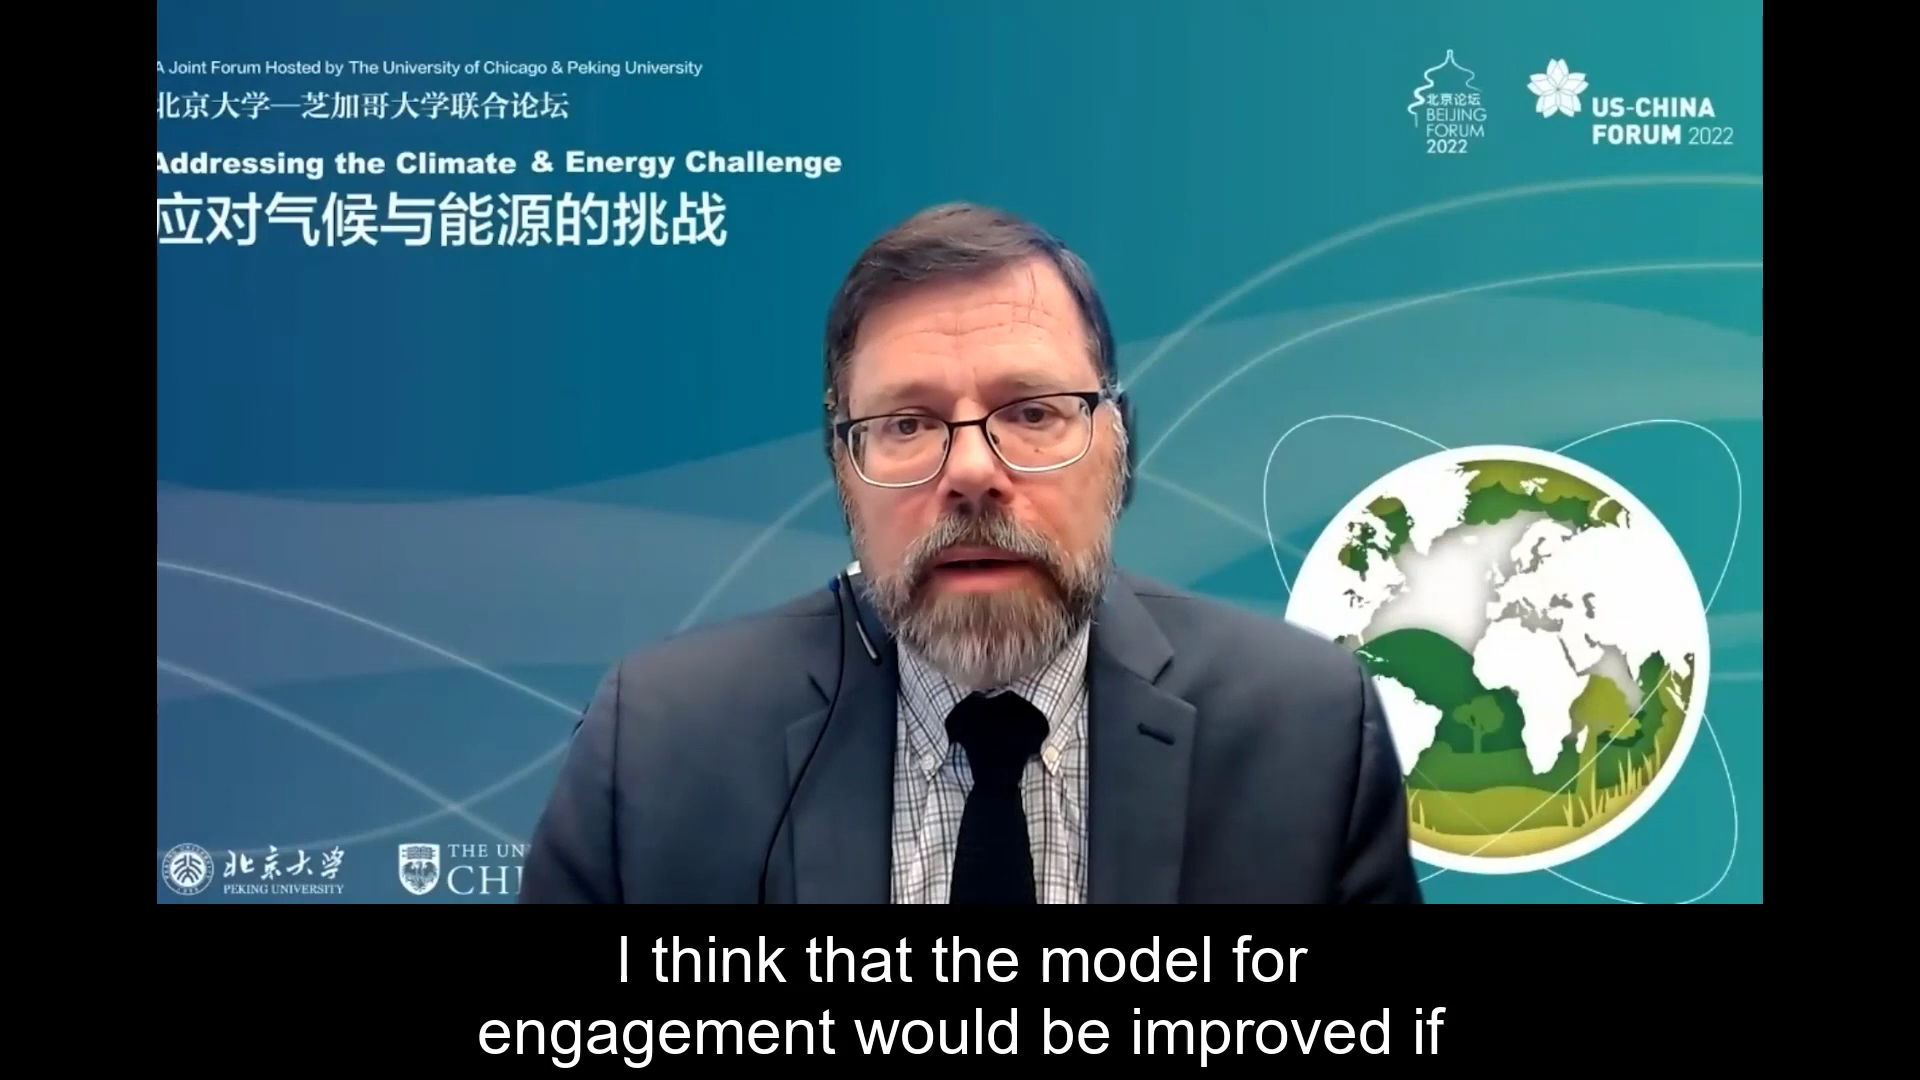 A Joint Forum Hosted by The University of Chicago & Peking University
北京大学—芝加哥大学联合论坛
Addressing the Climate & Energy Challenge
应对气候与能源的挑战
北京论坛
BEIJING
FORUM
2022
US-CHINA
FORUM 2022
北京大学
PEKING UNIVERSITY
THE UN
CHI
I think that the model for
engagement would be improved if